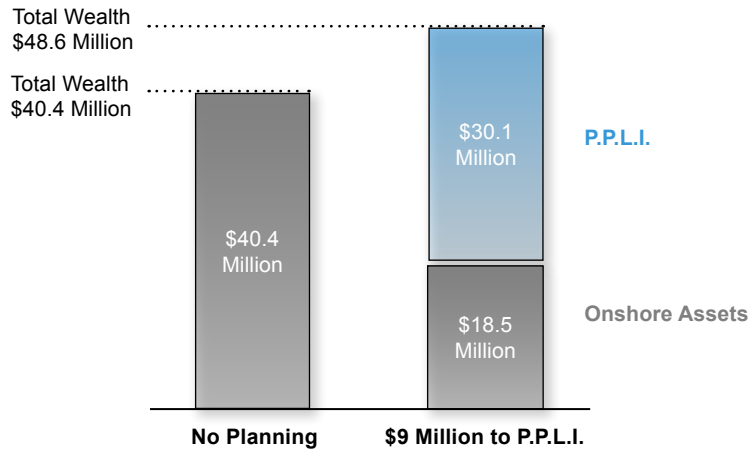 Total Wealth
$48.6 Million
Total Wealth
$40.4 Million
$30.1
Million
P.P.L.I.
$40.4
Million
$18.5
Million
Onshore Assets
No Planning
$9 Million to P.P.L.I.